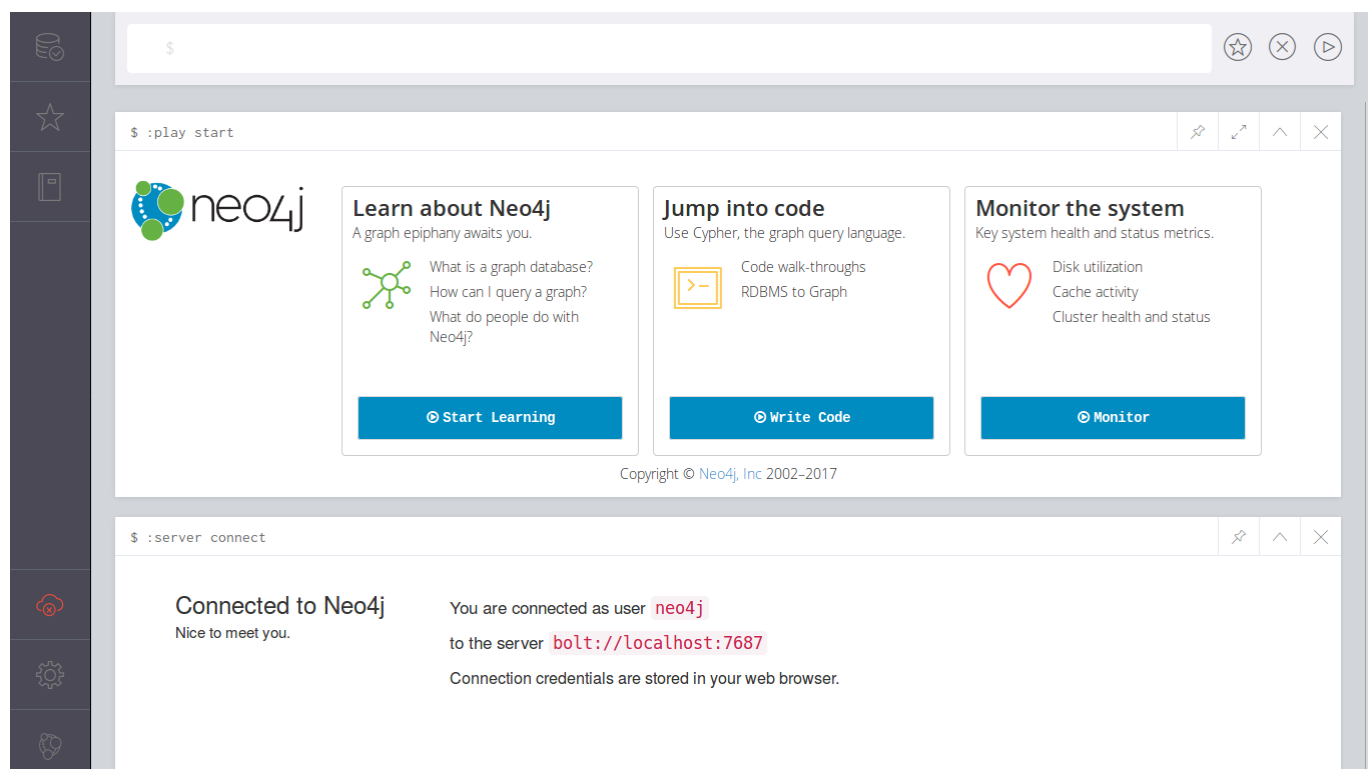 $
$ :play start
neo4j
Learn about Neo4j
A graph epiphany awaits you.
What is a graph database?
How can I query a graph?
What do people do with
Neo4j?
Start Learning
Jump into code
Use Cypher, the graph query language.
Code walk-throughs
RDBMS to Graph
Write Code
Monitor the system
Key system health and status metrics.
Disk utilization
Cache activity
Cluster health and status
Monitor
Copyright © Neo4j, Inc 2002–2017
$ :server connect
Connected to Neo4j
Nice to meet you.
You are connected as user neo4j
to the server bolt://localhost:7687
Connection credentials are stored in your web browser.